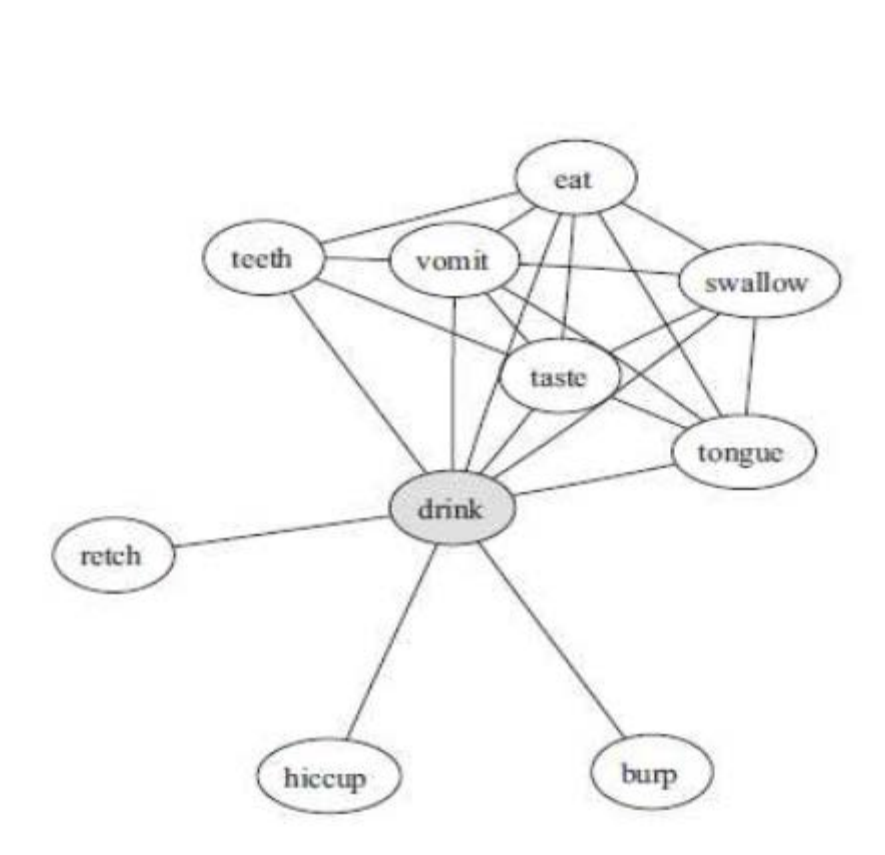 eat
teeth
vomit
swallow
taste
tongue
drink
retch
hiccup
burp